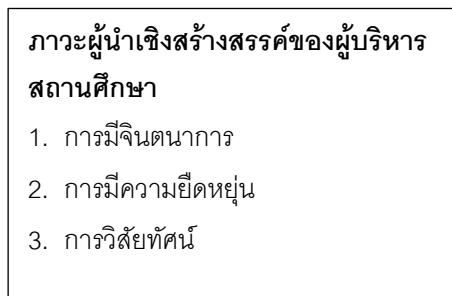 ภาวะผู้นำเชิงสร้างสรรค์ของผู้บริหาร
สถานศึกษา
1. การมีจินตนาการ
2. การมีความยืดหยุ่น
3. การวิสัยทัศน์